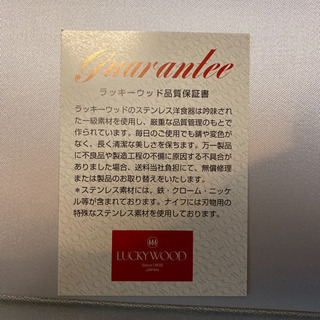 Guarantee
ラッキーウッド品質保証書
ラッキーウッドのステンレス洋食器は吟味され
た一級素材を使用し、厳重な品質管理のもと
で作られています。毎日のご使用でも錆や変色が
なく、長く清潔な美しさを保ちます。万一製品
に不良品や製造工程の不備に原因する不具合が
ありました場合、送料当社負担にて、無償修理
または製品のお取り替えをいたします。
＊ステンレス素材には、鉄・クローム・ニッケ
ル等が含まれております。ナイフには刃物用の
特殊なステンレスを使用しております。
LUCKYWOOD
JAPAN